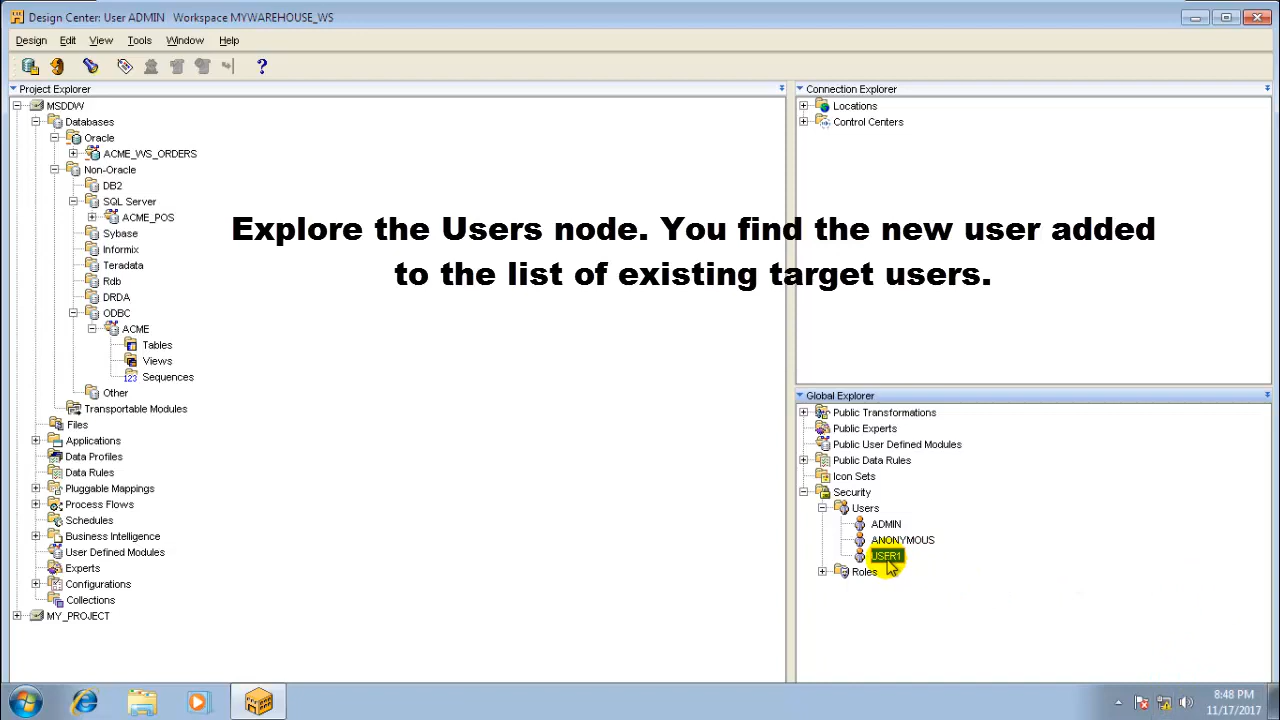 Design Center: User ADMIN   Workspace MYWAREHOUSE_WS
Design Edit View Tools Window Help
Project Explorer
MSDDW
Databases
Oracle
ACME_WS_ORDERS
Non-Oracle
DB2
SQL Server
ACME_POS
Sybase
Informix
Teradata
Rdb
DRDA
ODBC
ACME
Tables
Views
123 Sequences
Other
Transportable Modules
Files
Applications
Data Profiles
Data Rules
Pluggable Mappings
Process Flows
Schedules
Business Intelligence
User Defined Modules
Experts
Configurations
Collections
MY_PROJECT
Explore the Users node. You find the new user added
to the list of existing target users.
Connection Explorer
Locations
Control Centers
Global Explorer
Public Transformations
Public Experts
Public User Defined Modules
Public Data Rules
Icon Sets
Security
Users
ADMIN
ANONYMOUS
USER1
Roles
8:48 PM
11/17/2017